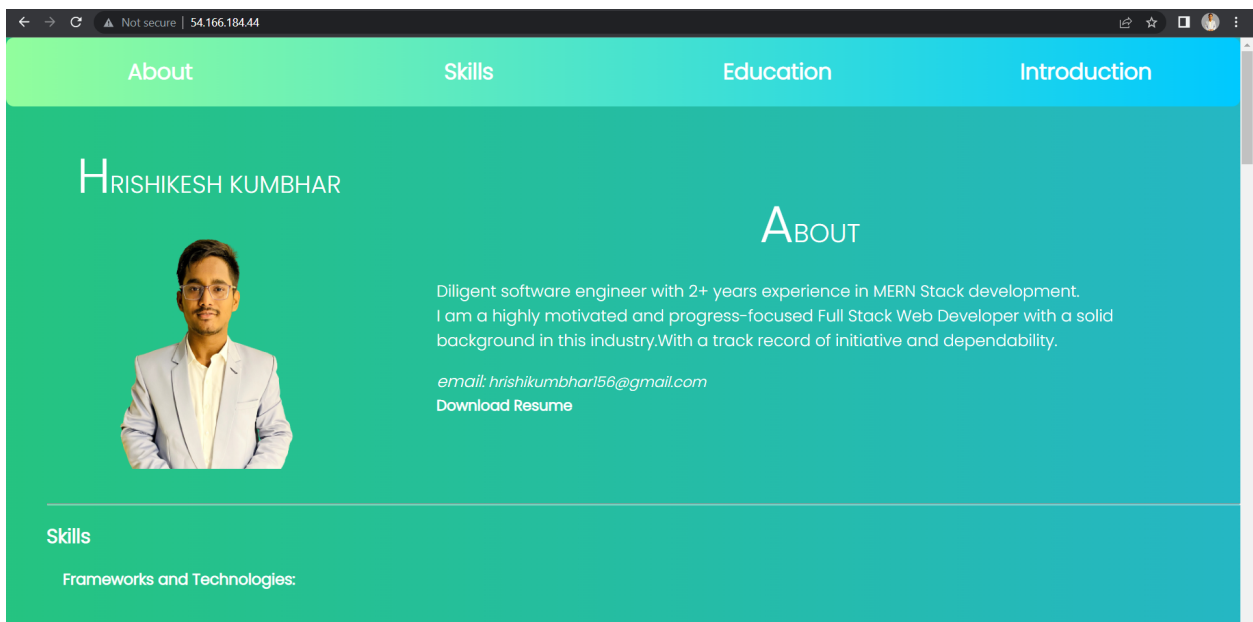 Not secure | 54.166.184.44
About Skills Education Introduction
HRISHIKESH KUMBHAR
ABOUT
Diligent software engineer with 2+ years experience in MERN Stack development.
I am a highly motivated and progress-focused Full Stack Web Developer with a solid
background in this industry.With a track record of initiative and dependability.
email: hrishikumbhar156@gmail.com
Download Resume
Skills
Frameworks and Technologies: